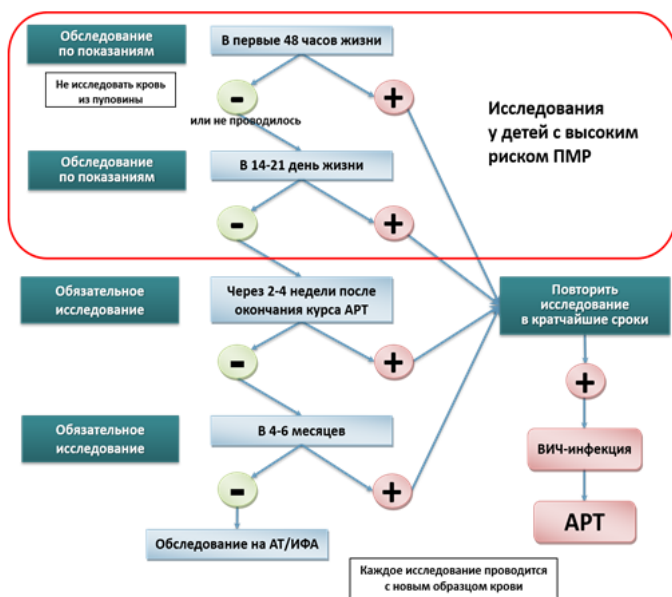 Обследование
по показаниям
В первые 48 часов жизни
Не исследовать кровь
из пуповины
-
+
или не проводилось
Исследования
у детей с высоким
риском ПМР
Обследование
по показаниям
В 14-21 день жизни
-
+
Обязательное
исследование
Через 2-4 недели после
окончания курса АРТ
Повторить
исследование
в кратчайшие сроки
-
+
+
Обязательное
исследование
В 4-6 месяцев
ВИЧ-инфекция
-
+
АРТ
Обследование на АТ/ИФА
Каждое исследование проводится
с новым образцом крови